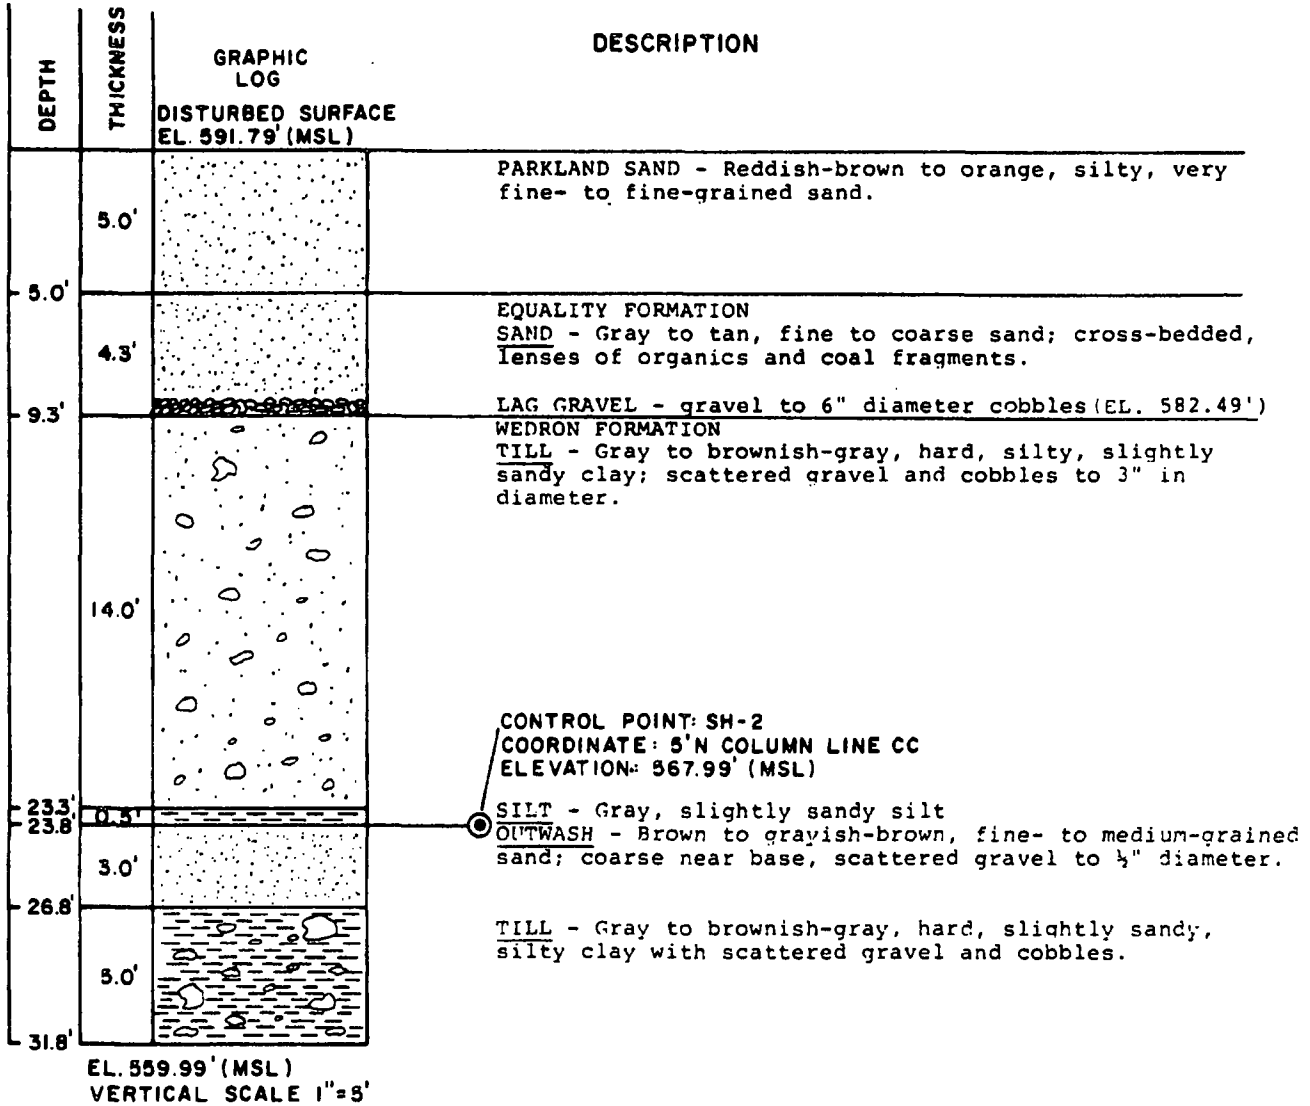 DEPTH
THICKNESS
GRAPHIC
LOG
DESCRIPTION
DISTURBED SURFACE
EL. 591.79' (MSL)
5.0'
PARKLAND SAND - Reddish-brown to orange, silty, very
fine- to fine-grained sand.
5.0'
4.3'
EQUALITY FORMATION
SAND - Gray to tan, fine to coarse sand; cross-bedded,
lenses of organics and coal fragments.
9.3'
LAG GRAVEL - gravel to 6" diameter cobbles (EL. 582.49')
WEDRON FORMATION
TILL - Gray to brownish-gray, hard, silty, slightly
sandy clay; scattered gravel and cobbles to 3" in
diameter.
14.0'
CONTROL POINT: SH-2
COORDINATE: 5'N COLUMN LINE CC
ELEVATION: 567.99' (MSL)
23.3'
0.5'
SILT - Gray, slightly sandy silt
23.8'
OUTWASH - Brown to grayish-brown, fine- to medium-grained
sand; coarse near base, scattered gravel to ½" diameter.
3.0'
26.8'
TILL - Gray to brownish-gray, hard, slightly sandy,
silty clay with scattered gravel and cobbles.
5.0'
31.8'
EL. 559.99' (MSL)
VERTICAL SCALE 1"=5'